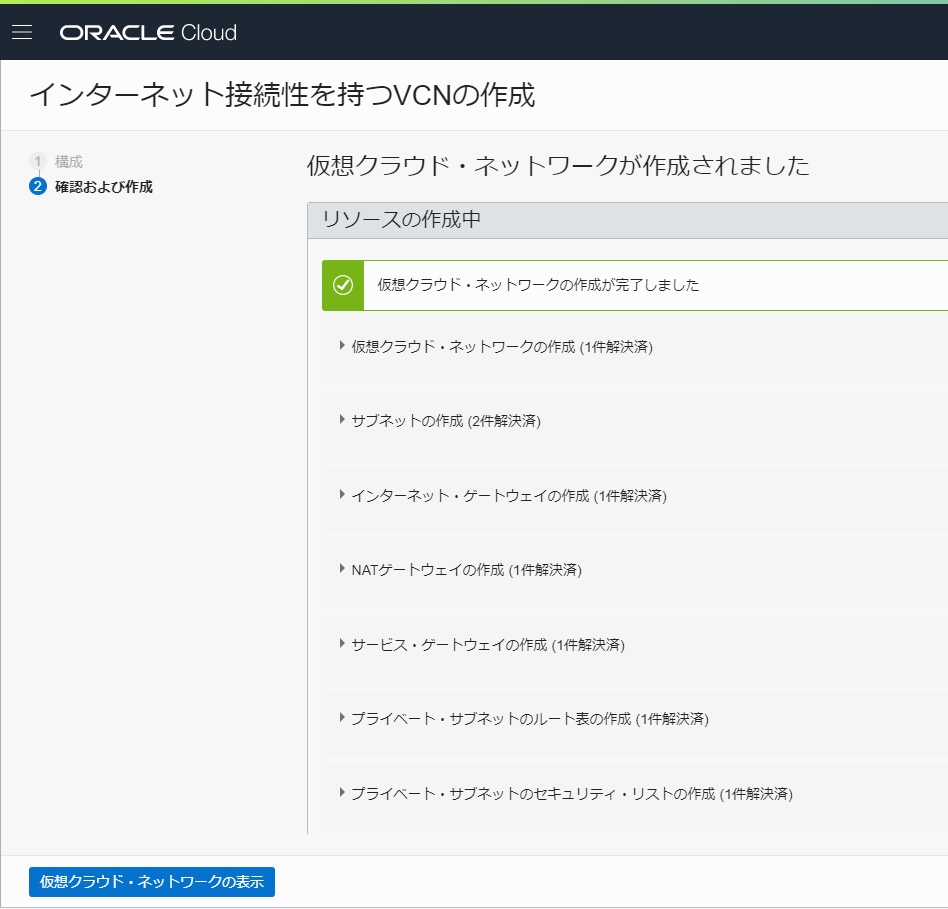 ORACLE Cloud
インターネット接続性を持つVCNの作成
1 構成
2 確認および作成
仮想クラウド・ネットワークが作成されました
リソースの作成中
仮想クラウド・ネットワークの作成が完了しました
仮想クラウド・ネットワークの作成 (1件解決済)
サブネットの作成 (2件解決済)
インターネット・ゲートウェイの作成 (1件解決済)
NATゲートウェイの作成 (1件解決済)
サービス・ゲートウェイの作成 (1件解決済)
プライベート・サブネットのルート表の作成 (1件解決済)
プライベート・サブネットのセキュリティ・リストの作成 (1件解決済)
仮想クラウド・ネットワークの表示